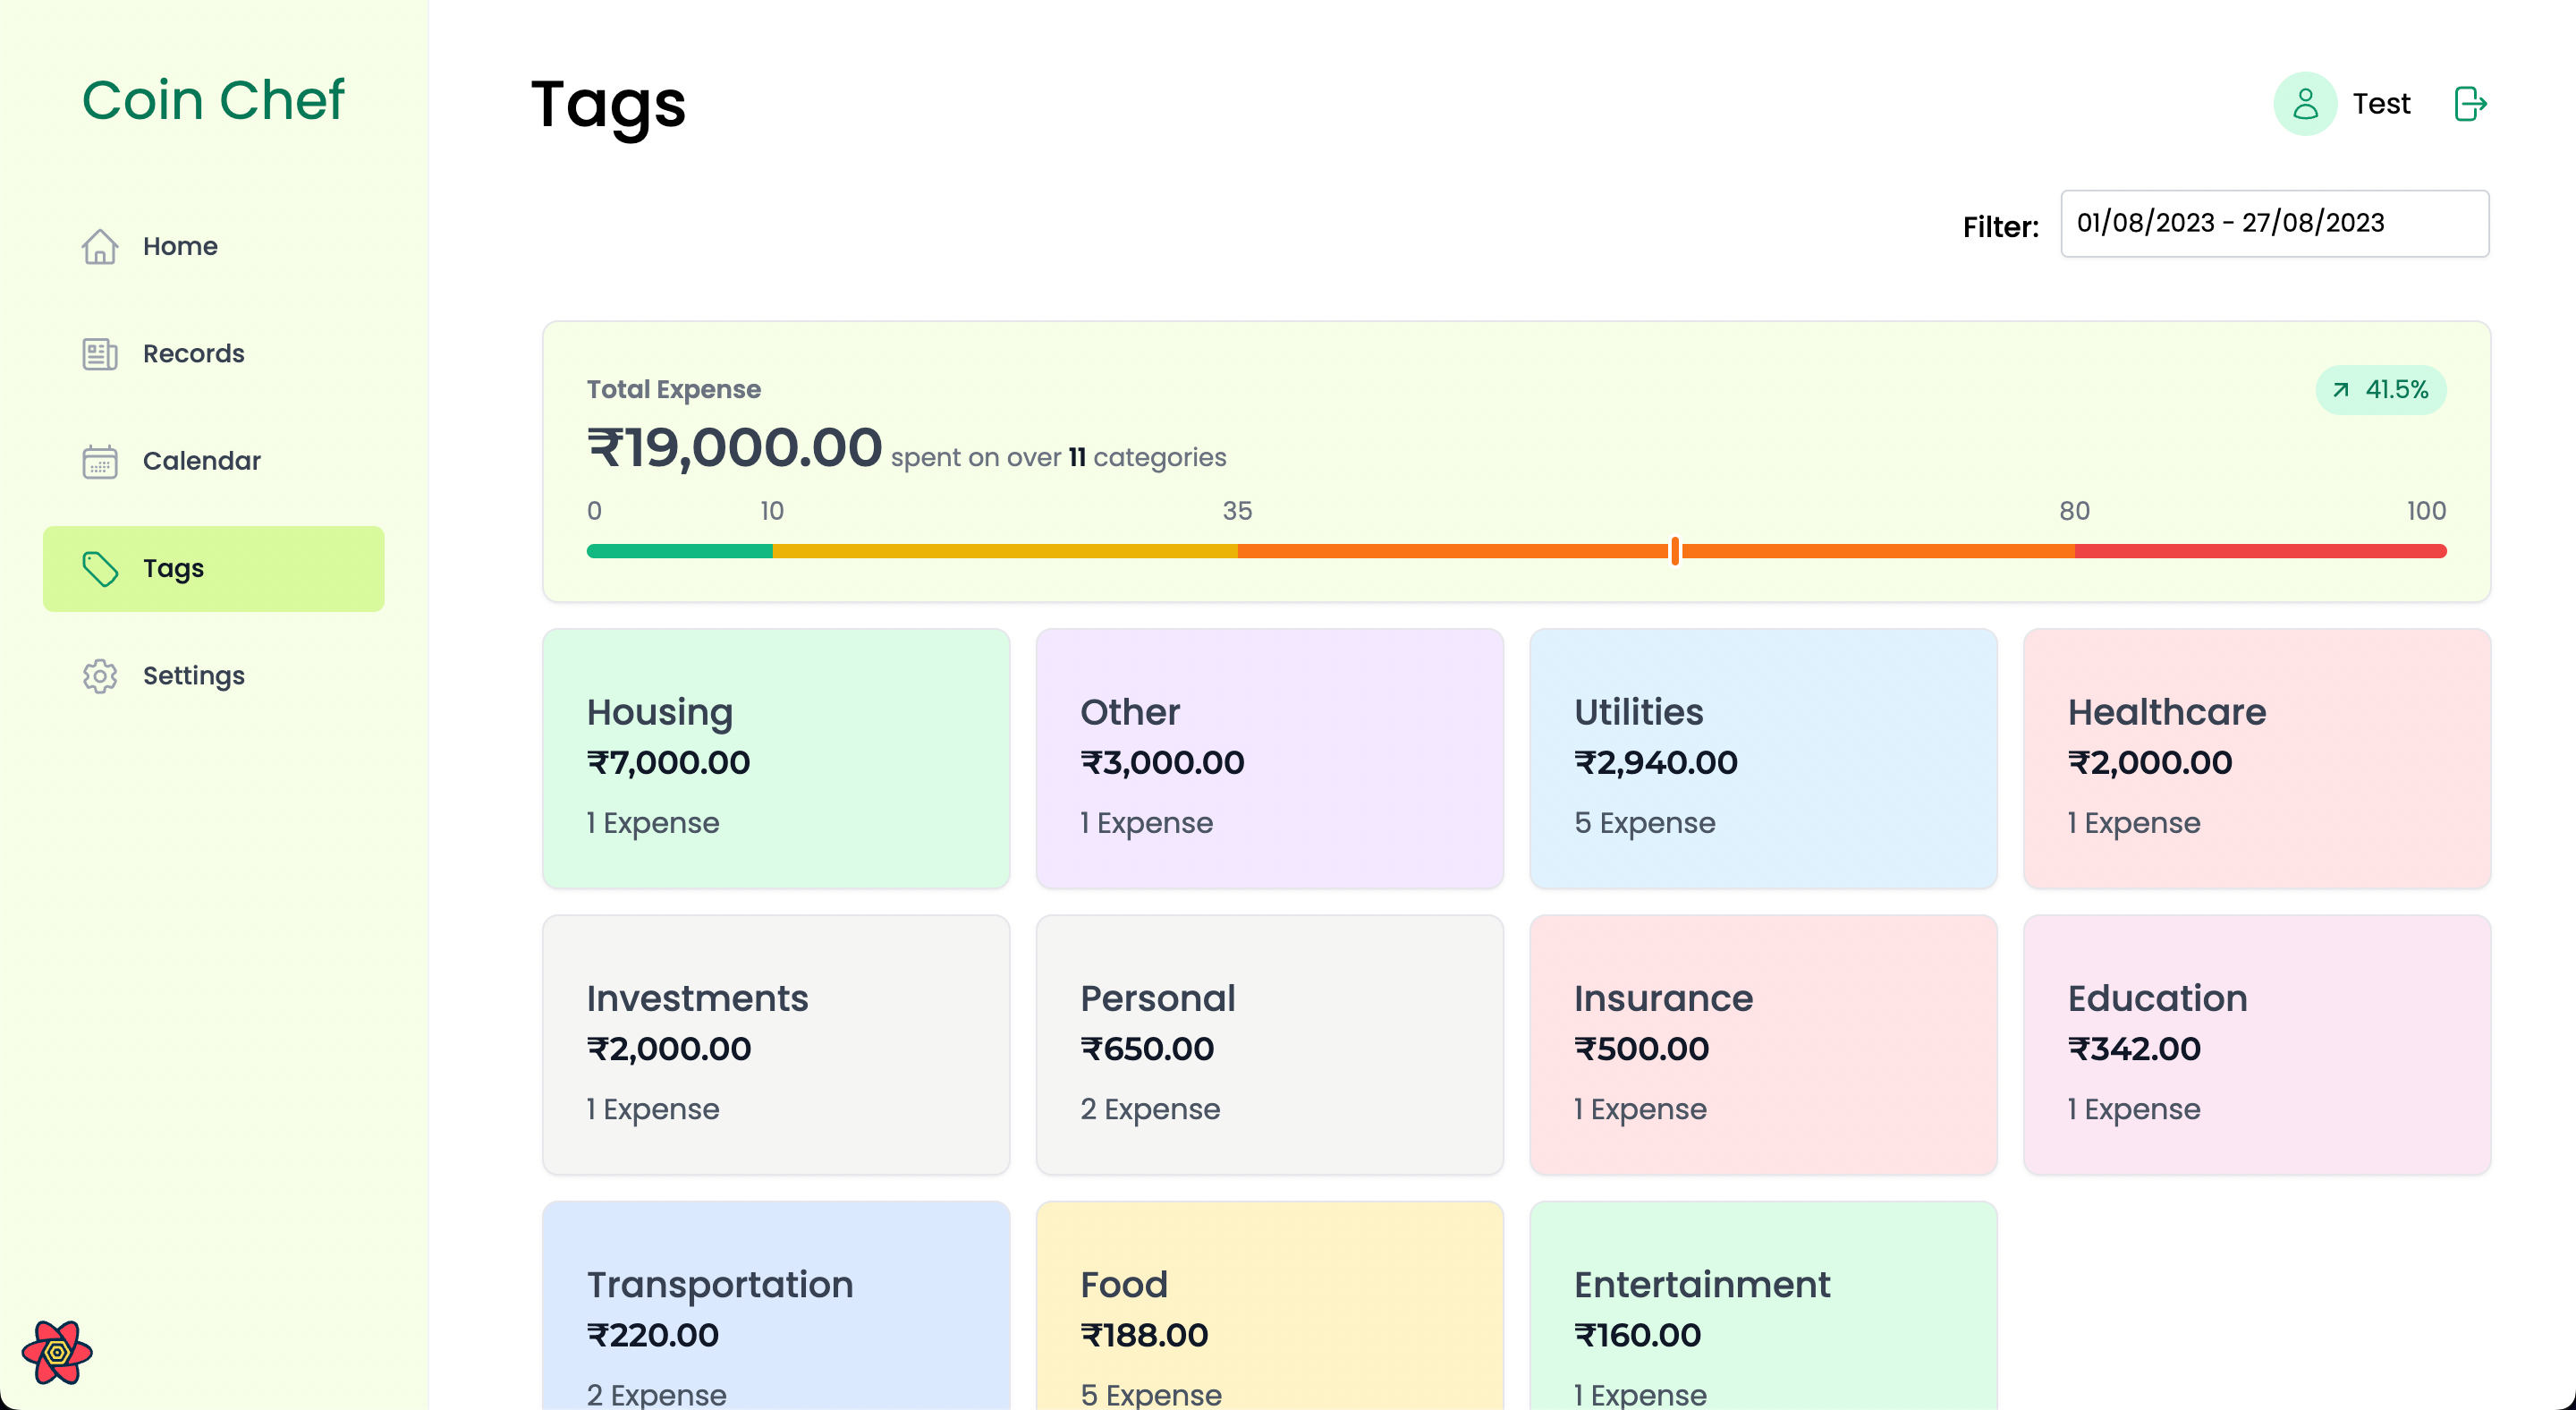 Coin Chef
Home
Records
Calendar
Tags
Settings
Tags
Test
Filter: 01/08/2023 - 27/08/2023
Total Expense
41.5%
₹19,000.00 spent on over 11 categories
0 10 35 80 100
Housing
₹7,000.00
1 Expense
Other
₹3,000.00
1 Expense
Utilities
₹2,940.00
5 Expense
Healthcare
₹2,000.00
1 Expense
Investments
₹2,000.00
1 Expense
Personal
₹650.00
2 Expense
Insurance
₹500.00
1 Expense
Education
₹342.00
1 Expense
Transportation
₹220.00
2 Expense
Food
₹188.00
5 Expense
Entertainment
₹160.00
1 Expense